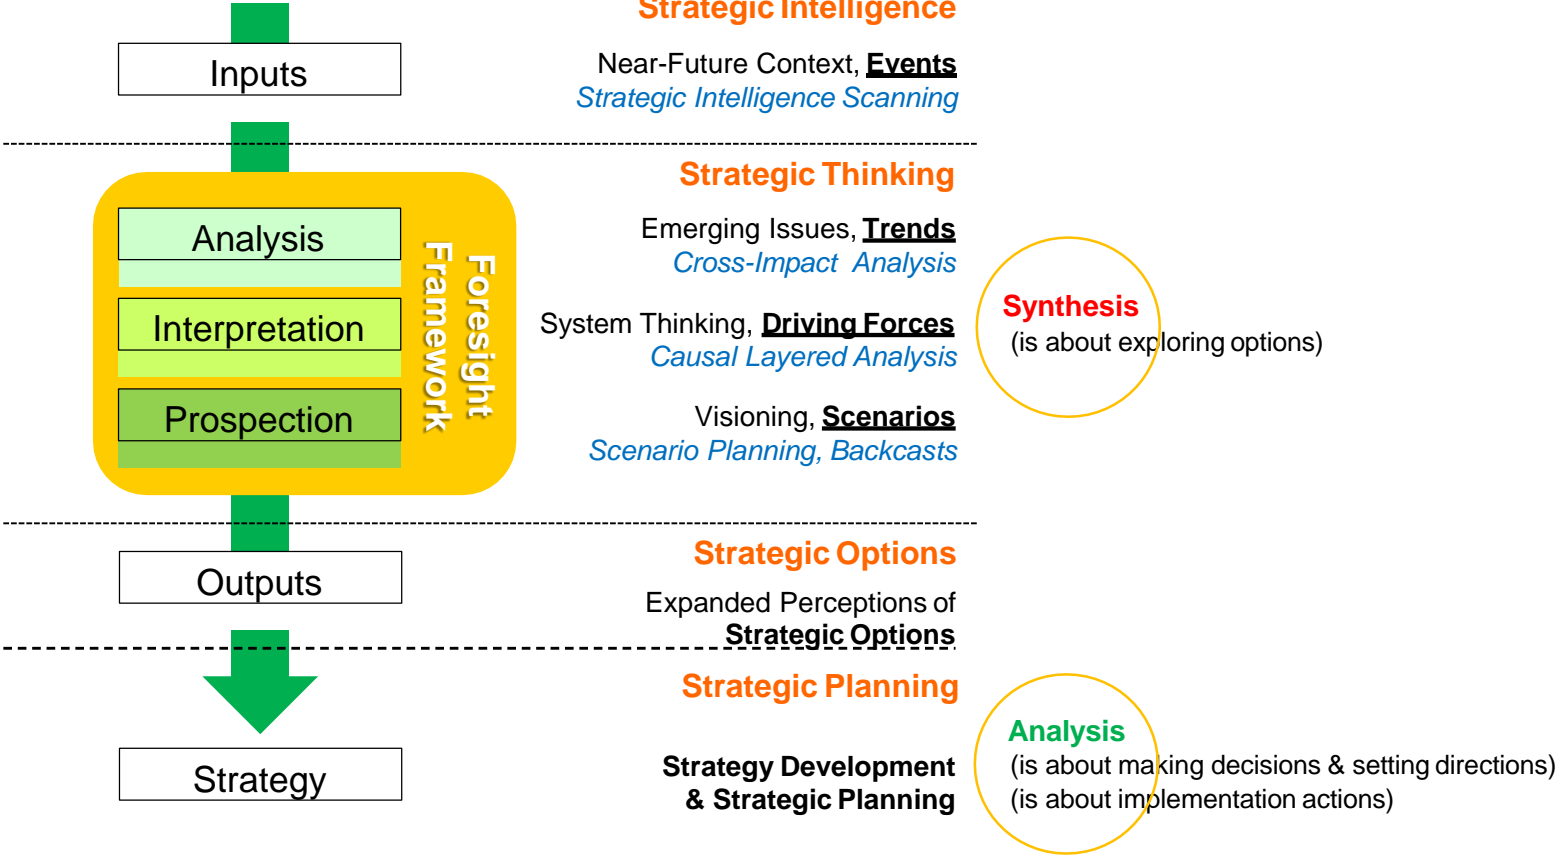 Strategic Intelligence
Inputs
Near-Future Context, Events
Strategic Intelligence Scanning
Strategic Thinking
Analysis
Interpretation
Prospection
Foresight
Framework
Emerging Issues, Trends
Cross-Impact Analysis
System Thinking, Driving Forces
Causal Layered Analysis
Visioning, Scenarios
Scenario Planning, Backcasts
Synthesis
(is about exploring options)
Strategic Options
Outputs
Expanded Perceptions of
Strategic Options
Strategic Planning
Strategy
Strategy Development
& Strategic Planning
Analysis
(is about making decisions & setting directions)
(is about implementation actions)